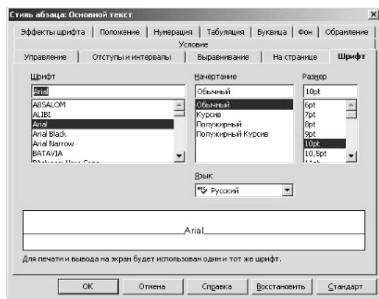 Стиль абзаца: Основной текст
Эффекты шрифта Положение Нумерация Табуляция Буквица Фон Обрамление
Условие
Управление Отступы и интервалы Выравнивание На странице Шрифт
Шрифт Начертание Размер
Arial Обычный 10pt
ABSALOM Обычный 6pt
ALIBI Курсив 7pt
Arial Полужирный 8pt
Arial Black Полужирный Курсив 9pt
Arial Narrow 10pt
BATAVIA 10,5pt
Язык
Русский
Arial
Для печати и вывода на экран будет использован один и тот же шрифт.
OK Отмена Справка Восстановить Стандарт